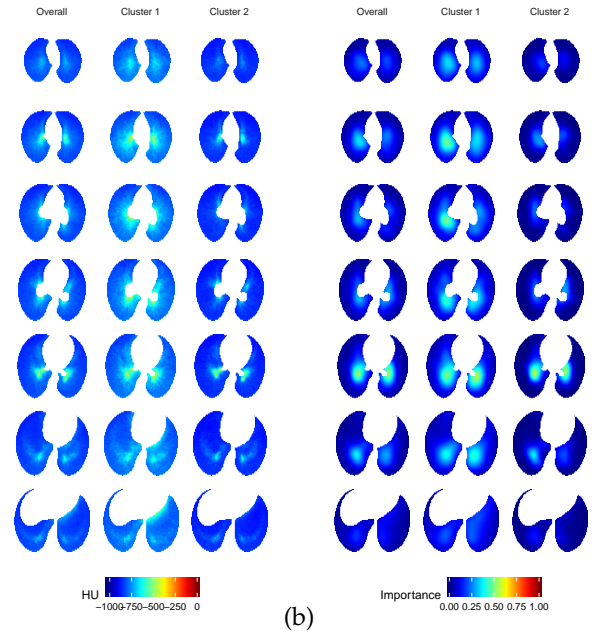 Overall Cluster 1 Cluster 2 Overall Cluster 1 Cluster 2
HU −1000−750−500−250 0
Importance 0.00 0.25 0.50 0.75 1.00
(b)